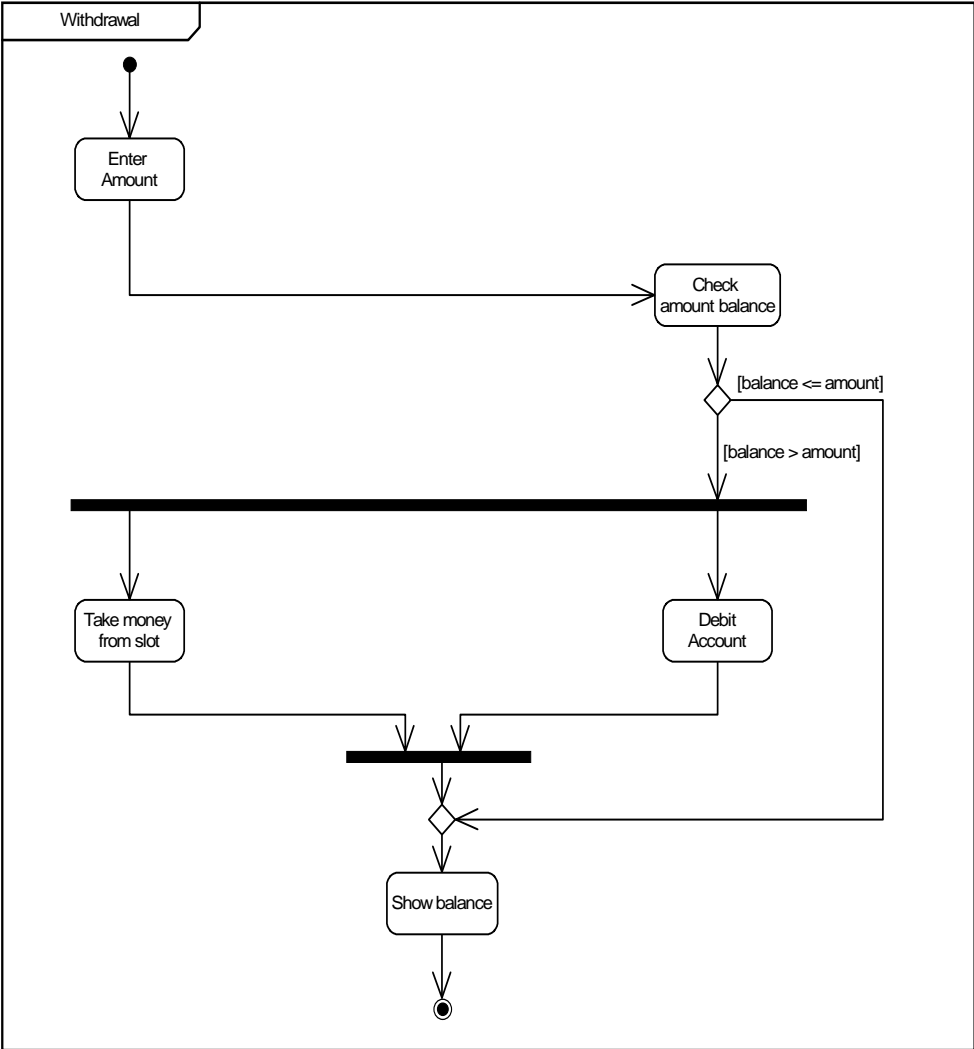 Withdrawal
Enter
Amount
Check
amount balance
[balance <= amount]
[balance > amount]
Take money
from slot
Debit
Account
Show balance